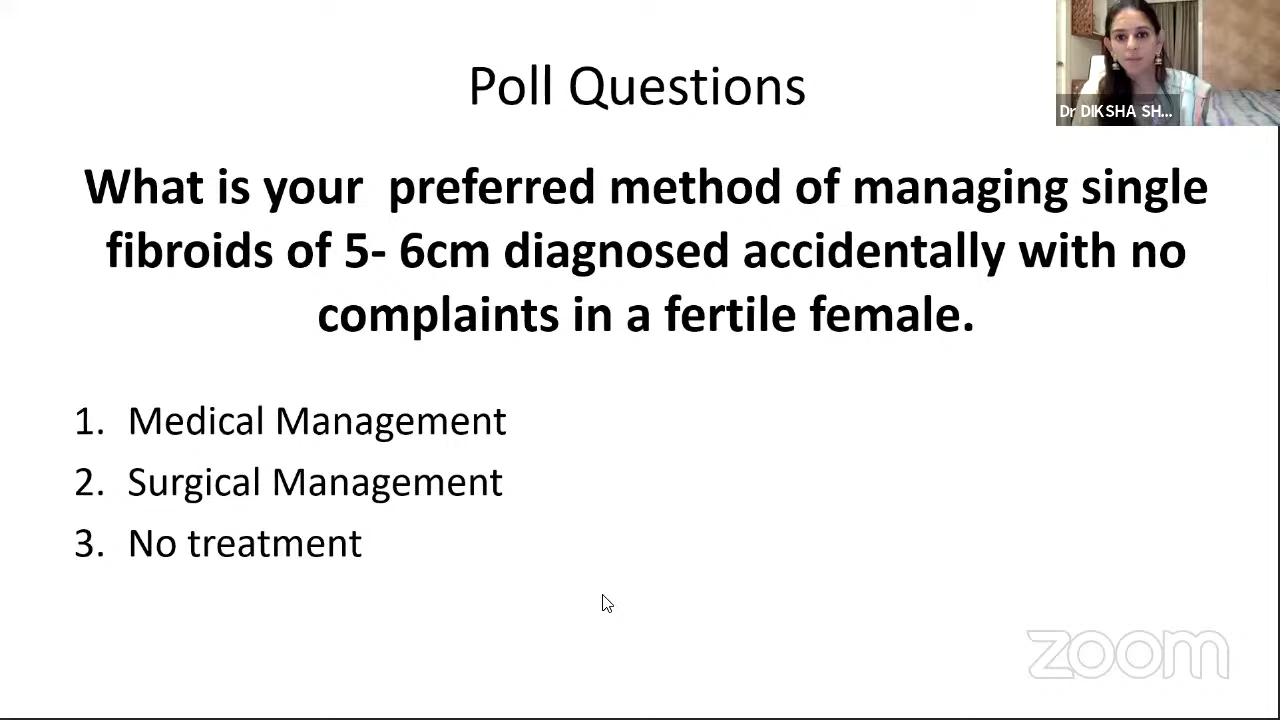 Poll Questions
Dr DIKSHA SH...
What is your preferred method of managing single
fibroids of 5- 6cm diagnosed accidentally with no
complaints in a fertile female.
1. Medical Management
2. Surgical Management
3. No treatment
zoom